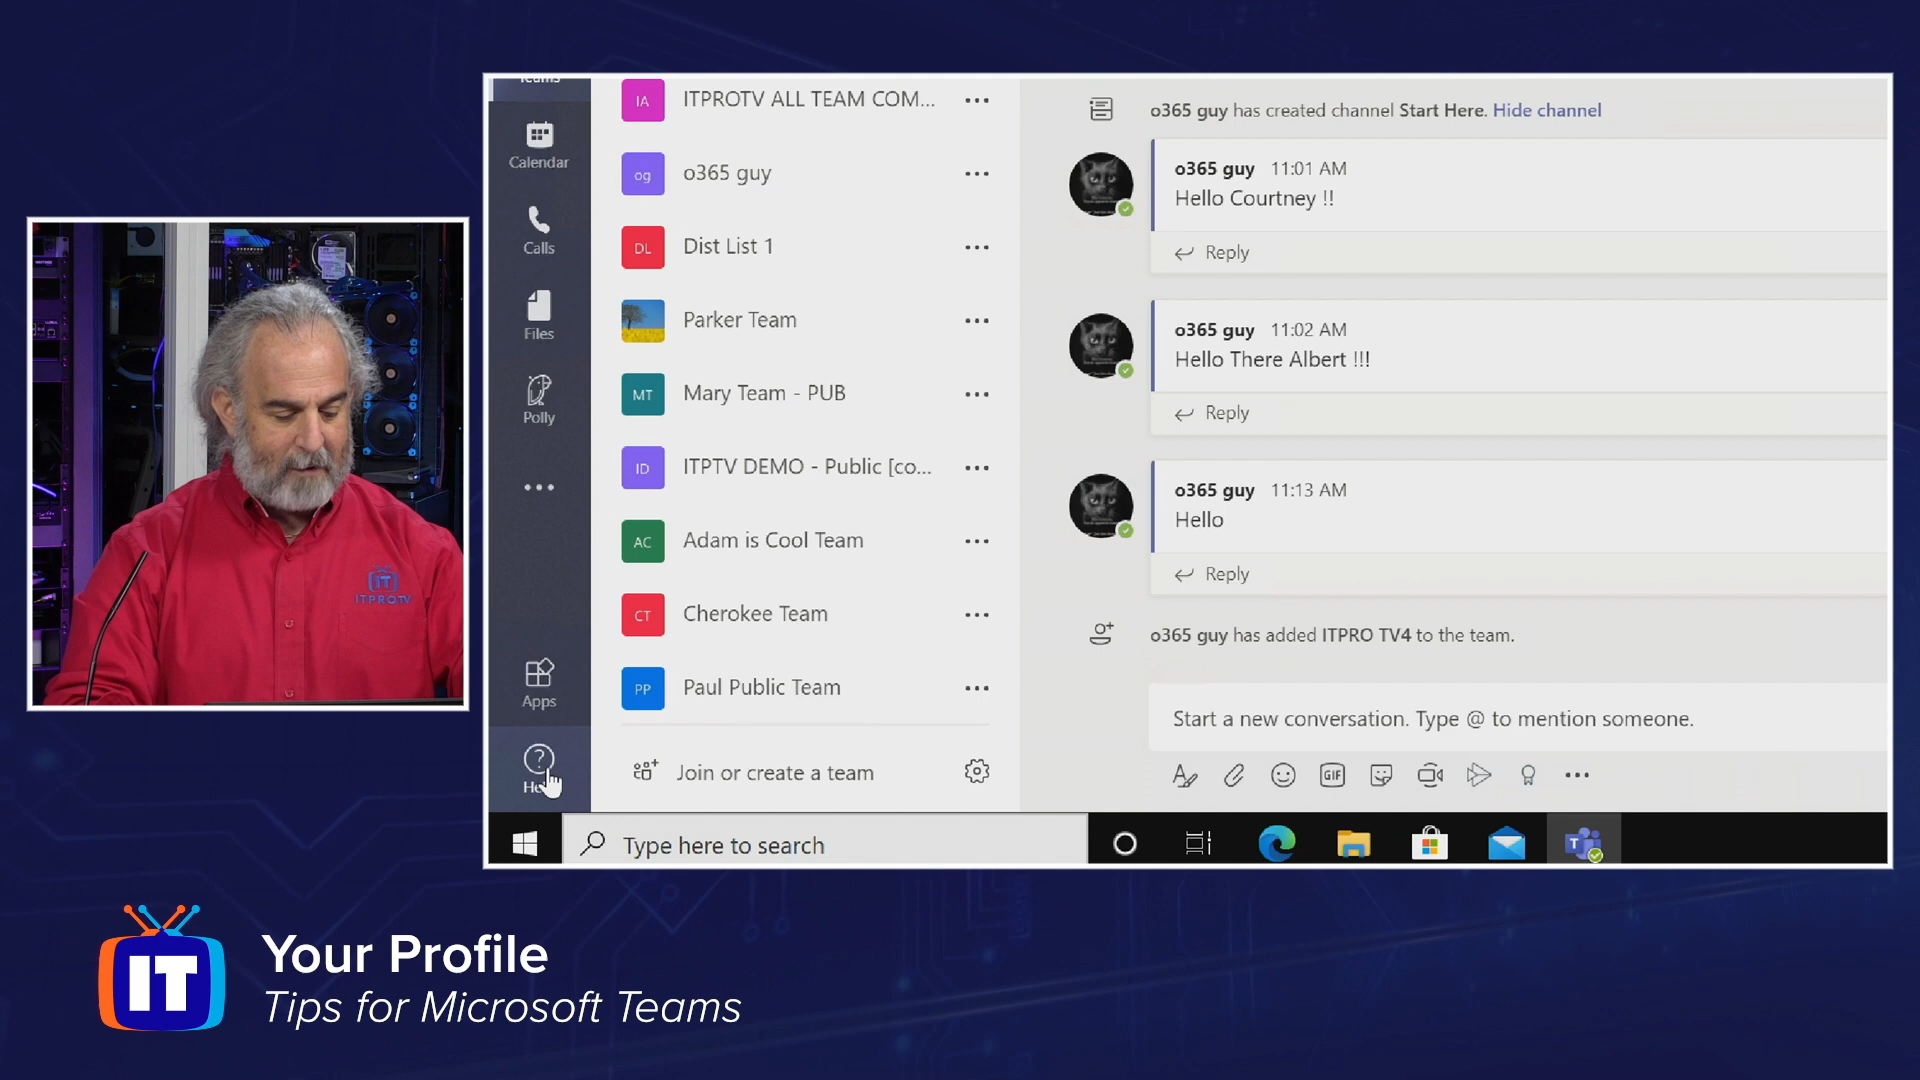 Teams
Calendar
Calls
Files
Polly
Apps
IA
ITPROTV ALL TEAM COM...
og
o365 guy
DL
Dist List 1
Parker Team
MT
Mary Team - PUB
ID
ITPTV DEMO - Public [co...
AC
Adam is Cool Team
CT
Cherokee Team
PP
Paul Public Team
Join or create a team
o365 guy has created channel Start Here. Hide channel
o365 guy 11:01 AM
Hello Courtney !!
Reply
o365 guy 11:02 AM
Hello There Albert !!!
Reply
o365 guy 11:13 AM
Hello
Reply
o365 guy has added ITPRO TV4 to the team.
Start a new conversation. Type @ to mention someone.
GIF
Type here to search
T
IT
ITPROTV
IT
Your Profile
Tips for Microsoft Teams